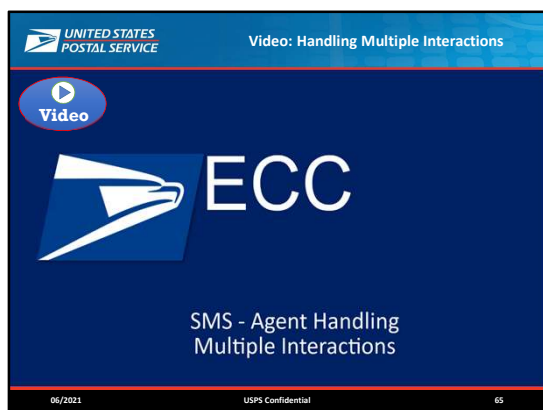 UNITED STATES
POSTAL SERVICE
Video: Handling Multiple Interactions
Video
ECC
SMS - Agent Handling
Multiple Interactions
06/2021 USPS Confidential 65